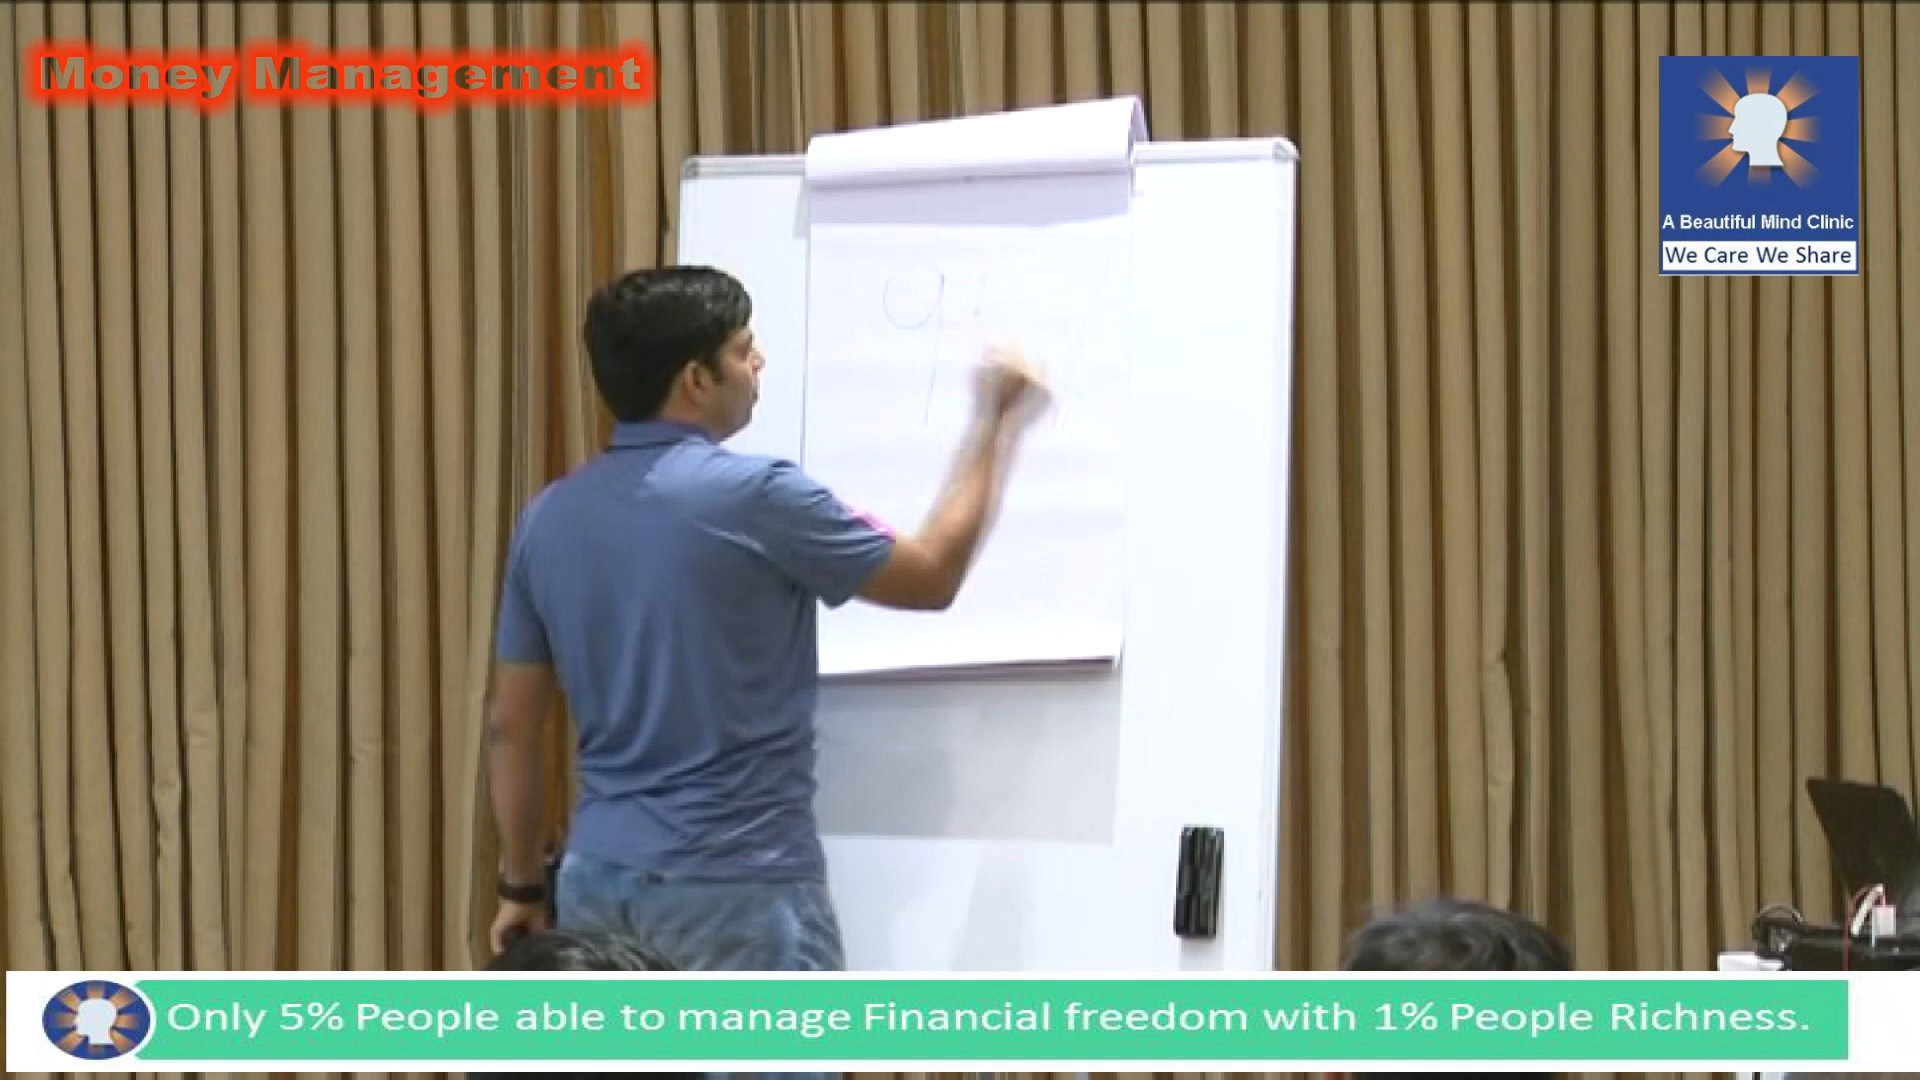 Money Management
A Beautiful Mind Clinic
We Care We Share
9
Only 5% People able to manage Financial freedom with 1% People Richness.